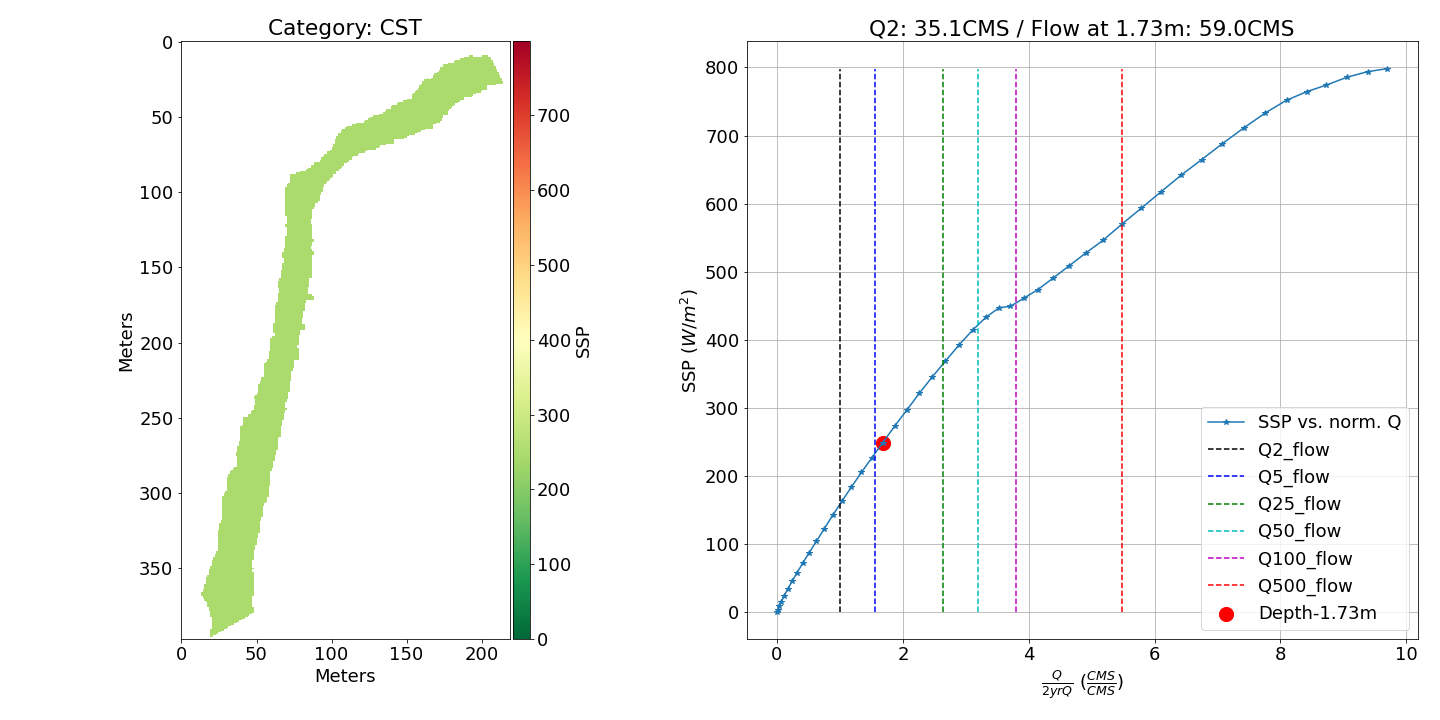 Category: CST
0
50
100
150
200
250
300
350
Meters
0
50
100
150
200
Meters
700
600
500
400
300
200
100
0
SSP
Q2: 35.1CMS / Flow at 1.73m: 59.0CMS
800
700
600
500
400
300
200
100
0
SSP (W/m²)
0
2
4
6
8
10
Q/2yrQ (CMS/CMS)
SSP vs. norm. Q
Q2_flow
Q5_flow
Q25_flow
Q50_flow
Q100_flow
Q500_flow
Depth-1.73m